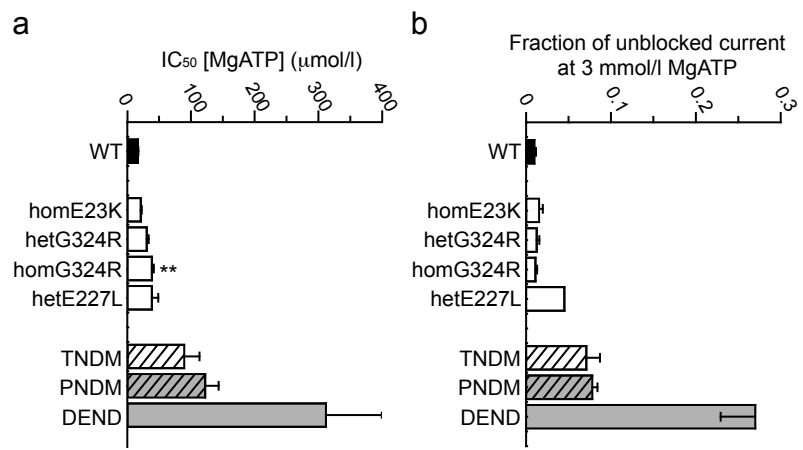 a
IC₅₀ [MgATP] (μmol/l)
0 100 200 300 400
WT
homE23K
hetG324R
homG324R **
hetE227L
TNDM
PNDM
DEND
b
Fraction of unblocked current
at 3 mmol/l MgATP
0 0.1 0.2 0.3
WT
homE23K
hetG324R
homG324R
hetE227L
TNDM
PNDM
DEND